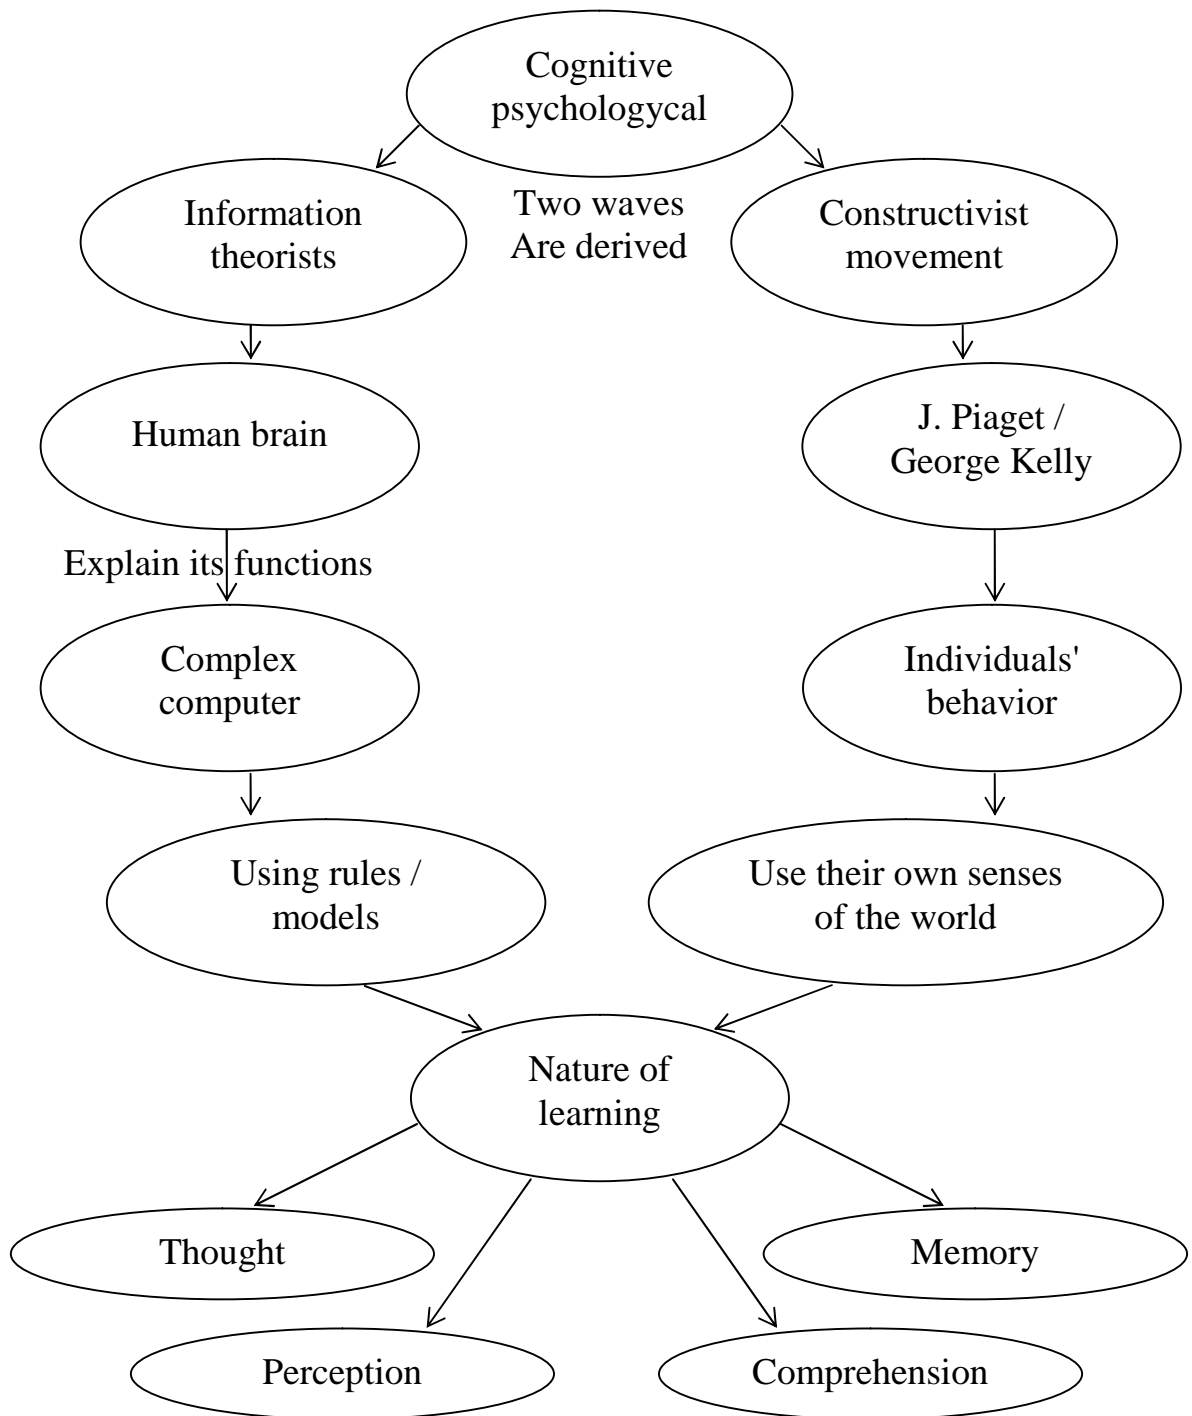 Cognitive
psychologycal
Two waves
Are derived
Information
theorists
Constructivist
movement
Human brain
J. Piaget /
George Kelly
Explain its functions
Complex
computer
Individuals'
behavior
Using rules /
models
Use their own senses
of the world
Nature of
learning
Thought
Memory
Perception
Comprehension